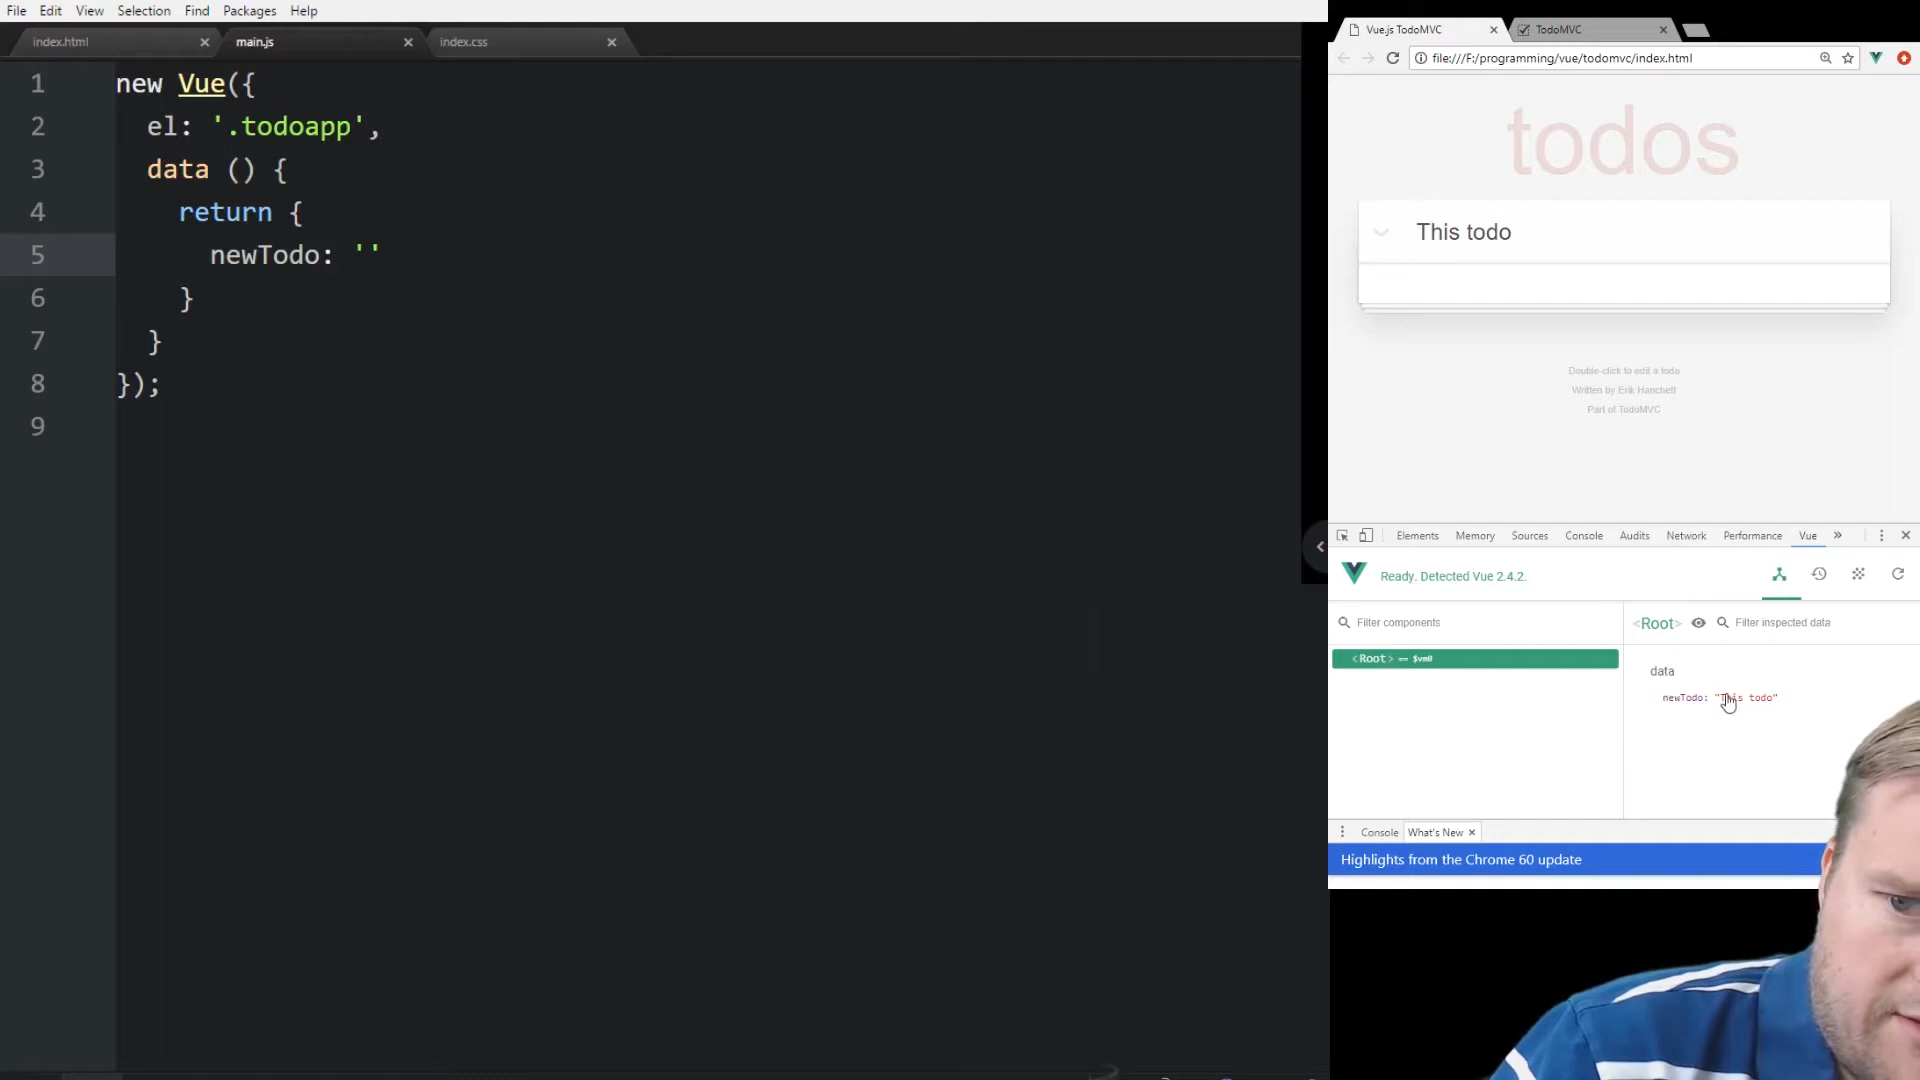 File Edit View Selection Find Packages Help
index.html × main.js × index.css ×
1 new Vue({
2 el: '.todoapp',
3 data () {
4 return {
5 newTodo: ''
6 }
7 }
8 });
9
Vue.js TodoMVC × TodoMVC ×
file:///F:/programming/vue/todomvc/index.html
todos
This todo
Double-click to edit a todo
Written by Erik Hanchett
Part of TodoMVC
Elements Memory Sources Console Audits Network Performance Vue » ×
Ready. Detected Vue 2.4.2.
Filter components
<Root> Filter inspected data
<Root> == $vm0
data
newTodo: "This todo"
Console What's New ×
Highlights from the Chrome 60 update